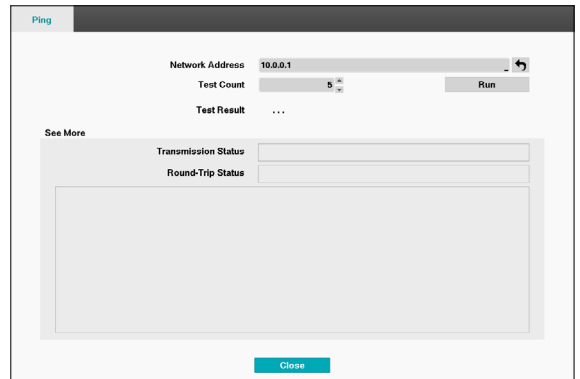 Ping
Network Address 10.0.0.1 _
Test Count 5 Run
Test Result ...
See More
Transmission Status
Round-Trip Status
Close